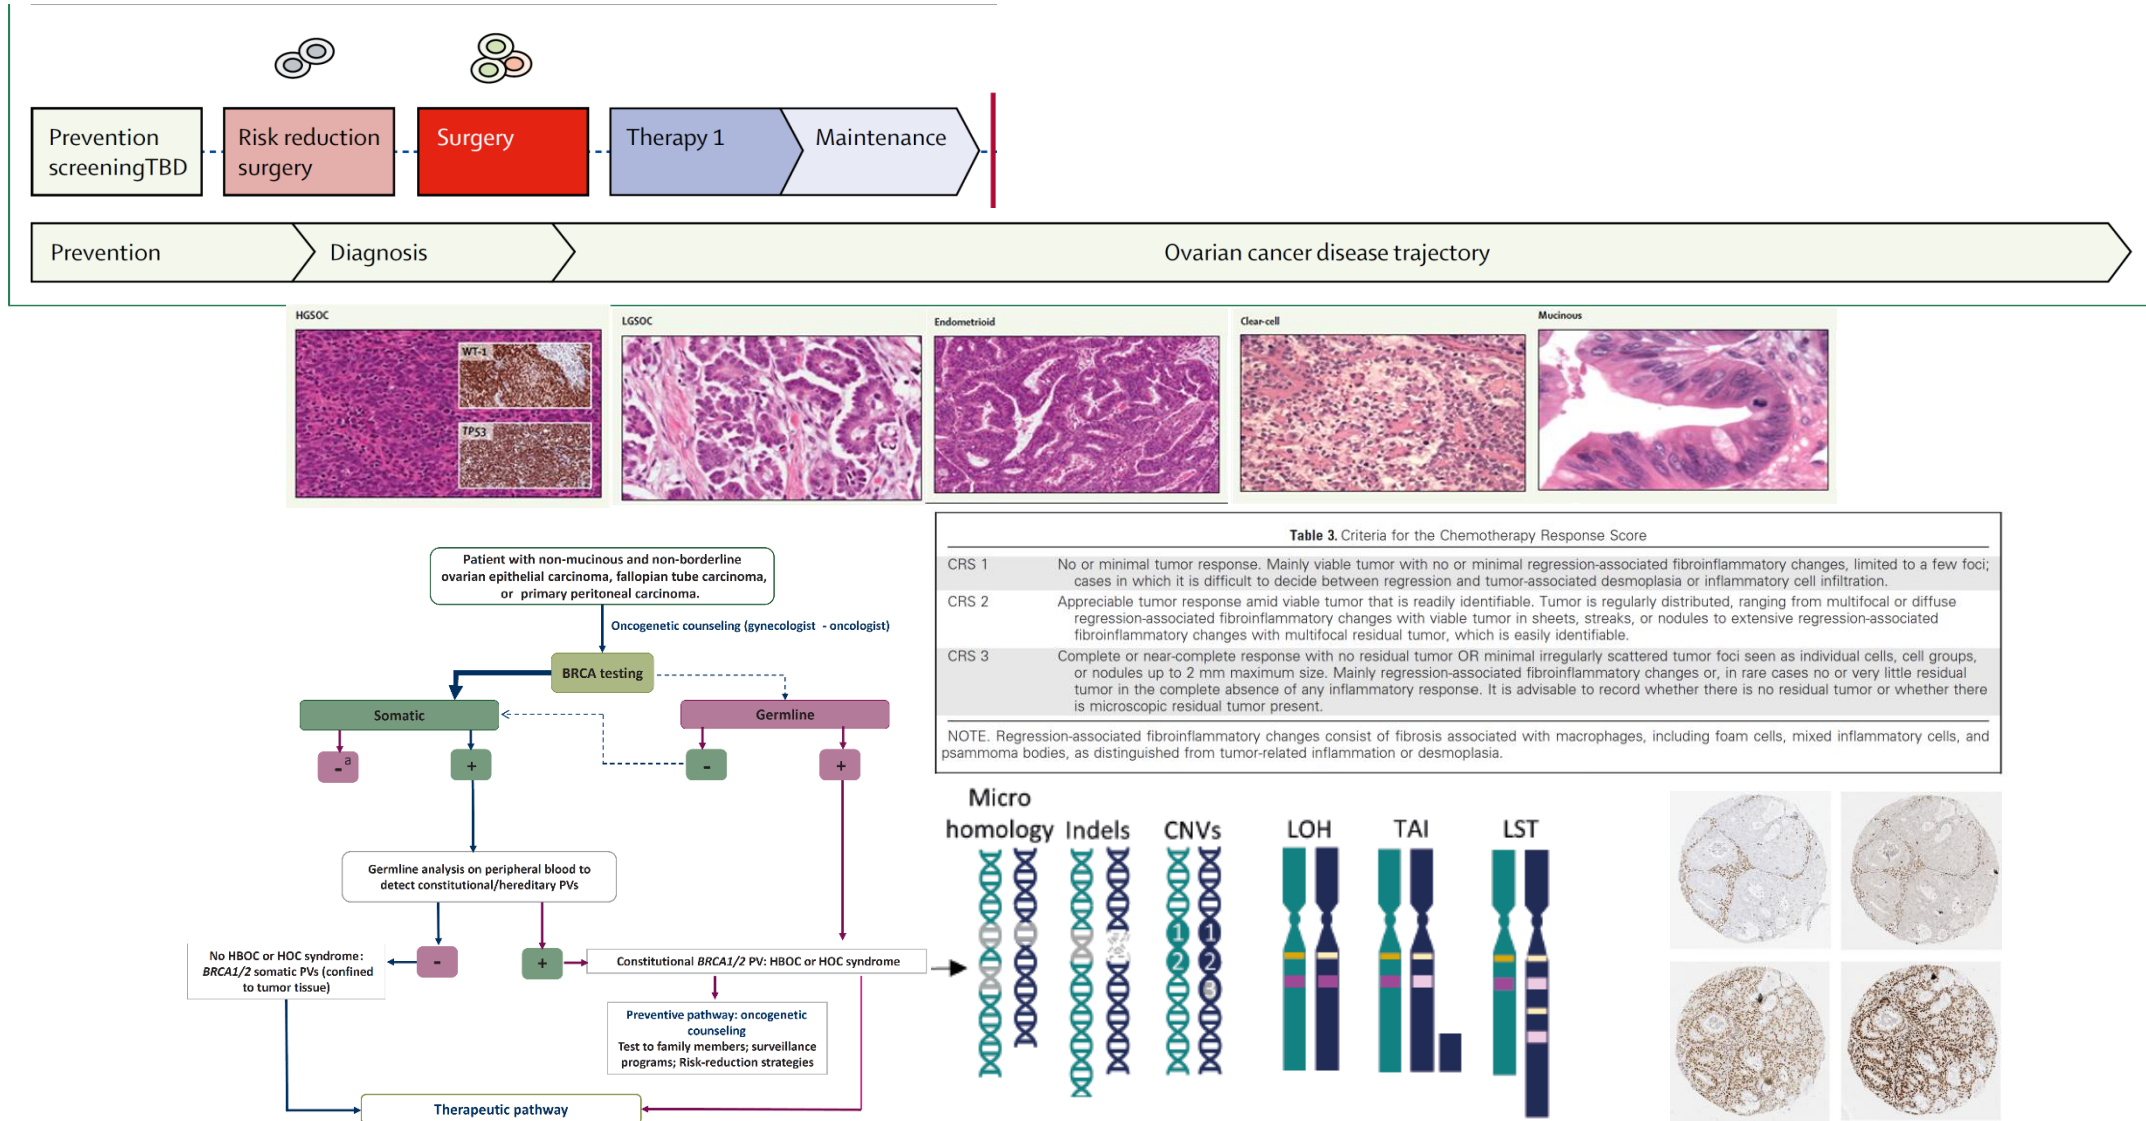 Prevention
screeningTBD
Risk reduction
surgery
Surgery
Therapy 1
Maintenance
Prevention
Diagnosis
Ovarian cancer disease trajectory
HGSOC
WT-1
TP53
LGSOC
Endometrioid
Clear-cell
Mucinous
Patient with non-mucinous and non-borderline
ovarian epithelial carcinoma, fallopian tube carcinoma,
or primary peritoneal carcinoma.
Oncogenetic counseling (gynecologist - oncologist)
BRCA testing
Somatic
Germline
-a
+
-
+
Germline analysis on peripheral blood to
detect constitutional/hereditary PVs
No HBOC or HOC syndrome:
BRCA1/2 somatic PVs (confined
to tumor tissue)
-
+
Constitutional BRCA1/2 PV: HBOC or HOC syndrome
Preventive pathway: oncogenetic
counseling
Test to family members; surveillance
programs; Risk-reduction strategies
Therapeutic pathway
Table 3. Criteria for the Chemotherapy Response Score
CRS 1 No or minimal tumor response. Mainly viable tumor with no or minimal regression-associated fibroinflammatory changes, limited to a few foci;
cases in which it is difficult to decide between regression and tumor-associated desmoplasia or inflammatory cell infiltration.
CRS 2 Appreciable tumor response amid viable tumor that is readily identifiable. Tumor is regularly distributed, ranging from multifocal or diffuse
regression-associated fibroinflammatory changes with viable tumor in sheets, streaks, or nodules to extensive regression-associated
fibroinflammatory changes with multifocal residual tumor, which is easily identifiable.
CRS 3 Complete or near-complete response with no residual tumor OR minimal irregularly scattered tumor foci seen as individual cells, cell groups,
or nodules up to 2 mm maximum size. Mainly regression-associated fibroinflammatory changes or, in rare cases no or very little residual
tumor in the complete absence of any inflammatory response. It is advisable to record whether there is no residual tumor or whether there
is microscopic residual tumor present.
NOTE. Regression-associated fibroinflammatory changes consist of fibrosis associated with macrophages, including foam cells, mixed inflammatory cells, and
psammoma bodies, as distinguished from tumor-related inflammation or desmoplasia.
Micro
homology
Indels
CNVs
LOH
TAI
LST
1 1
2 2
3